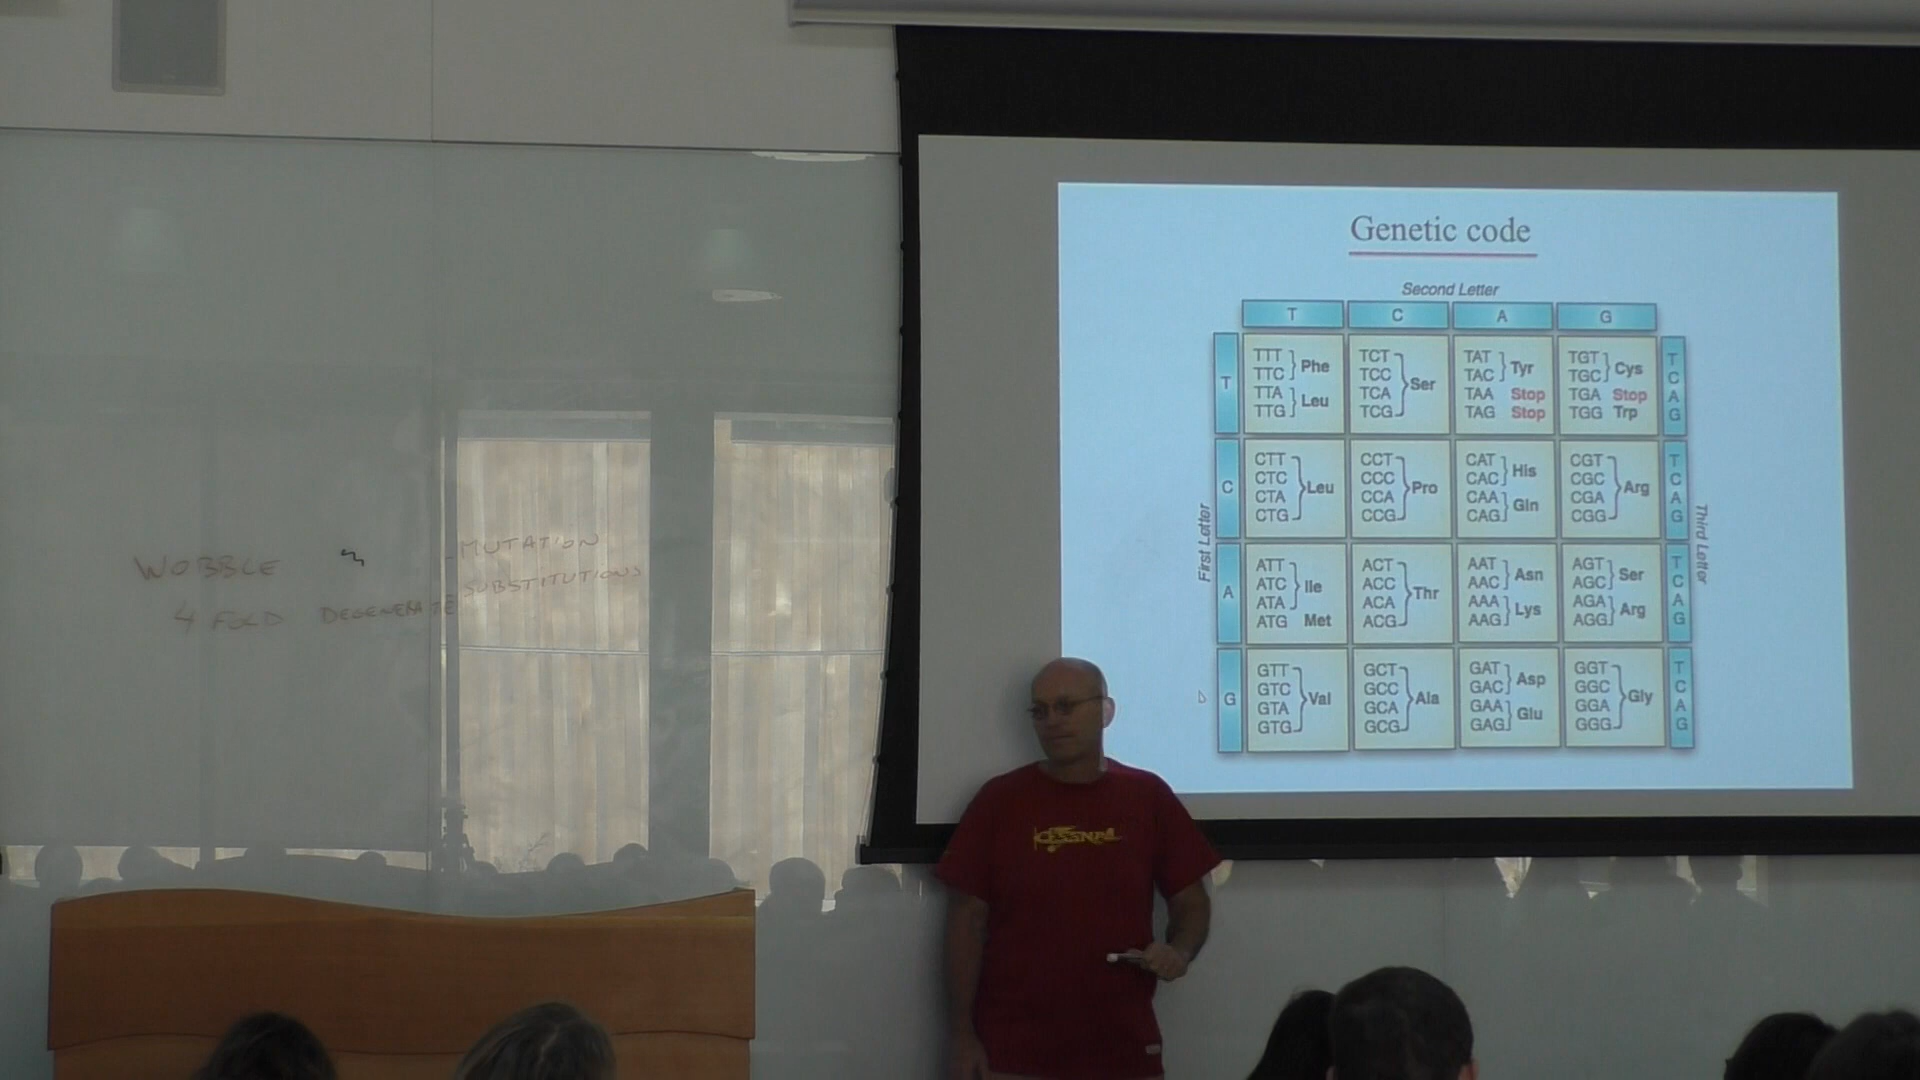 WOBBLE
4 FOLD DEGENERATE
-MUTATION
SUBSTITUTIONS
Genetic code
Second Letter
T C A G
First Letter
T
TTT Phe TCT Ser TAT Tyr TGT Cys T
TTC TCC TAC TGC C
TTA Leu TCA TAA Stop TGA Stop A
TTG TCG TAG Stop TGG Trp G
C
CTT Leu CCT Pro CAT His CGT Arg T
CTC CCC CAC CGC C
CTA CCA CAA Gln CGA A
CTG CCG CAG CGG G
A
ATT Ile ACT Thr AAT Asn AGT Ser T
ATC ACC AAC AGC C
ATA ACA AAA Lys AGA Arg A
ATG Met ACG AAG AGG G
G
GTT Val GCT Ala GAT Asp GGT Gly T
GTC GCC GAC GGC C
GTA GCA GAA Glu GGA A
GTG GCG GAG GGG G
Third Letter
CESSNA